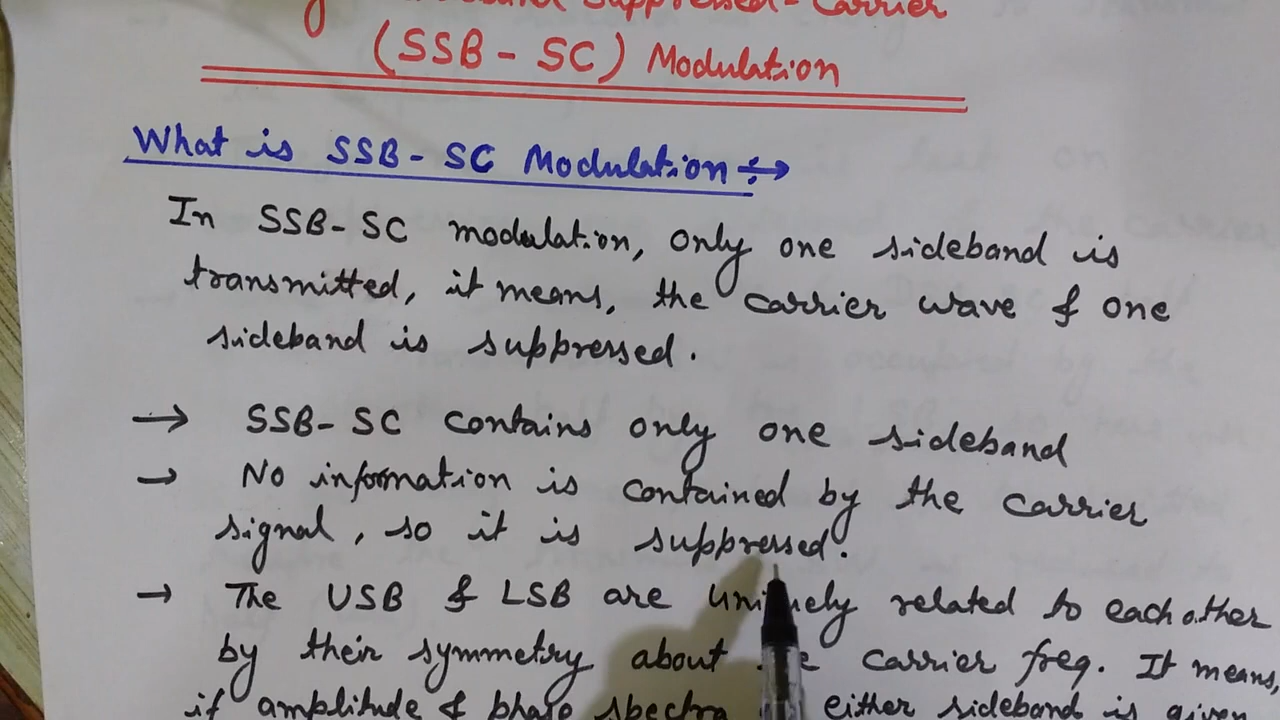 Suppressed-Carrier
(SSB-SC) Modulation
What is SSB-SC Modulation :→
In SSB-SC modulation, only one sideband is
transmitted, it means, the carrier wave & one
sideband is suppressed.
→ SSB-SC contains only one sideband
→ No information is contained by the carrier
signal, so it is suppressed.
→ The USB & LSB are related to each other
by their symmetry about carrier freq. It means,
if amplitude & phase spectra either sideband is given